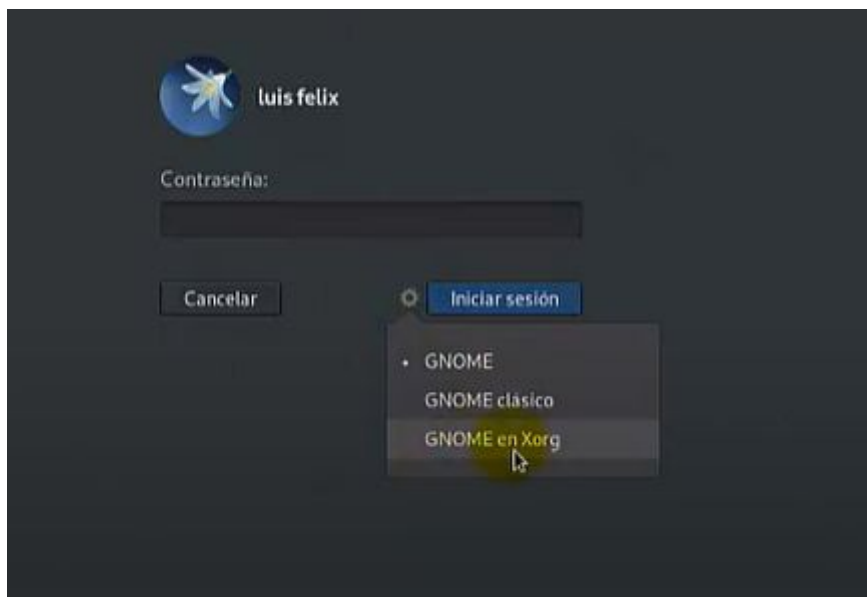 luis felix
Contraseña:
Cancelar
Iniciar sesión
GNOME
GNOME clásico
GNOME en Xorg